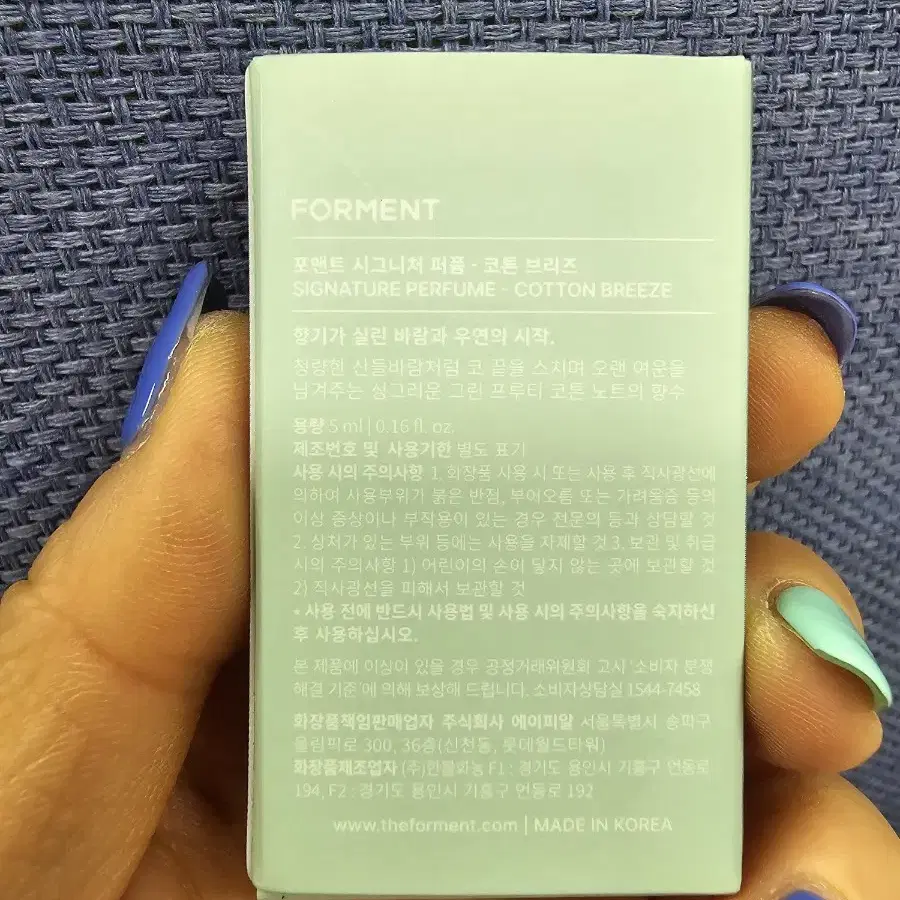 FORMENT
포맨트 시그니처 퍼퓸 - 코튼 브리즈
SIGNATURE PERFUME - COTTON BREEZE
향기가 실린 바람과 우연의 시작.
청량한 산들바람처럼 코 끝을 스치며 오랜 여운을
남겨주는 싱그러운 그린 프루티 코튼 노트의 향수
용량 5 ml | 0.16 fl. oz.
제조번호 및 사용기한 별도 표기
사용 시의 주의사항 1. 화장품 사용 시 또는 사용 후 직사광선에
의하여 사용부위가 붉은 반점, 부어오름 또는 가려움증 등의
이상 증상이나 부작용이 있는 경우 전문의 등과 상담할 것
2. 상처가 있는 부위 등에는 사용을 자제할 것 3. 보관 및 취급
시의 주의사항 1) 어린이의 손이 닿지 않는 곳에 보관할 것
2) 직사광선을 피해서 보관할 것
• 사용 전에 반드시 사용법 및 사용 시의 주의사항을 숙지하신
후 사용하십시오.
본 제품에 이상이 있을 경우 공정거래위원회 고시 '소비자 분쟁
해결 기준'에 의해 보상해 드립니다. 소비자상담실 1544-7458
화장품책임판매업자 주식회사 에이피알 서울특별시 송파구
올림픽로 300, 36층(신천동, 롯데월드타워)
화장품제조업자 (주)한불화농 F1 : 경기도 용인시 기흥구 언동로
194, F2 : 경기도 용인시 기흥구 언동로 192
www.theforment.com | MADE IN KOREA